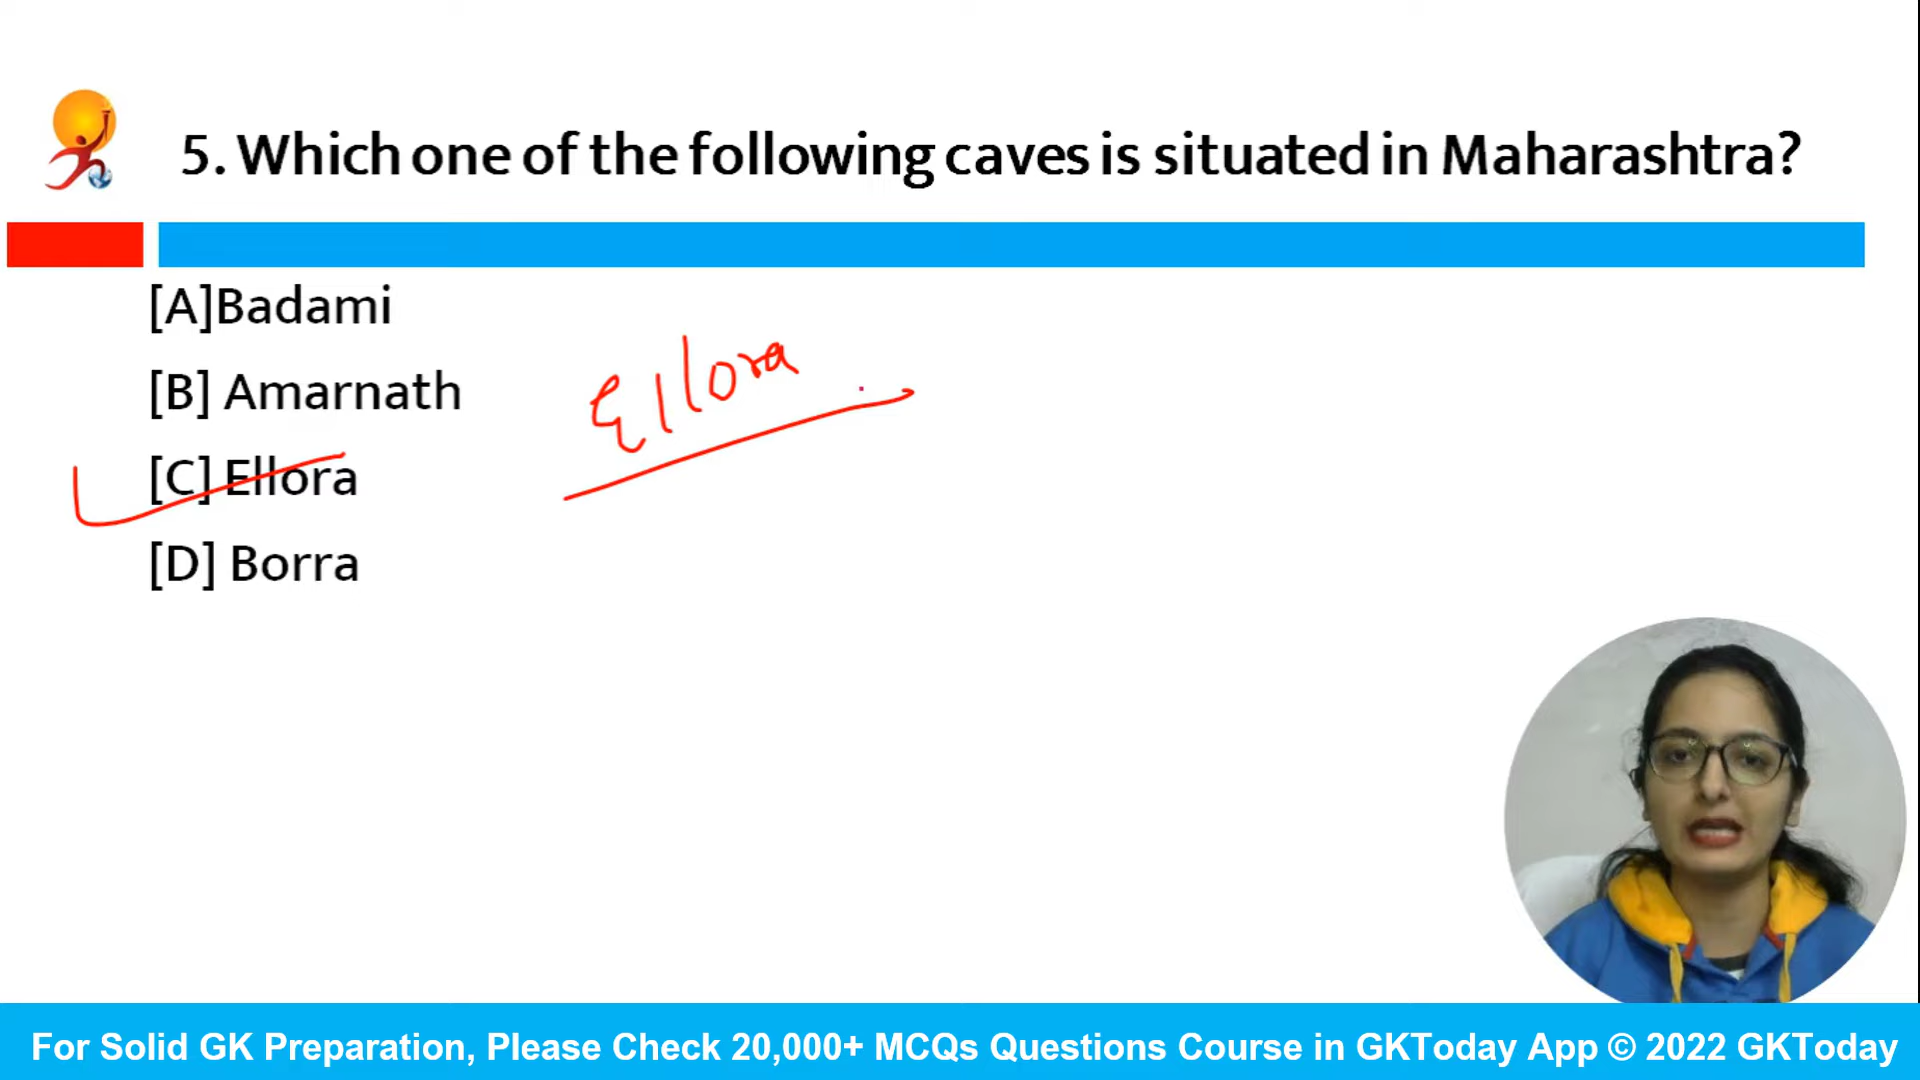 5. Which one of the following caves is situated in Maharashtra?
[A]Badami
[B] Amarnath
Ellora
[C] Ellora
[D] Borra
For Solid GK Preparation, Please Check 20,000+ MCQs Questions Course in GKToday App © 2022 GKToday